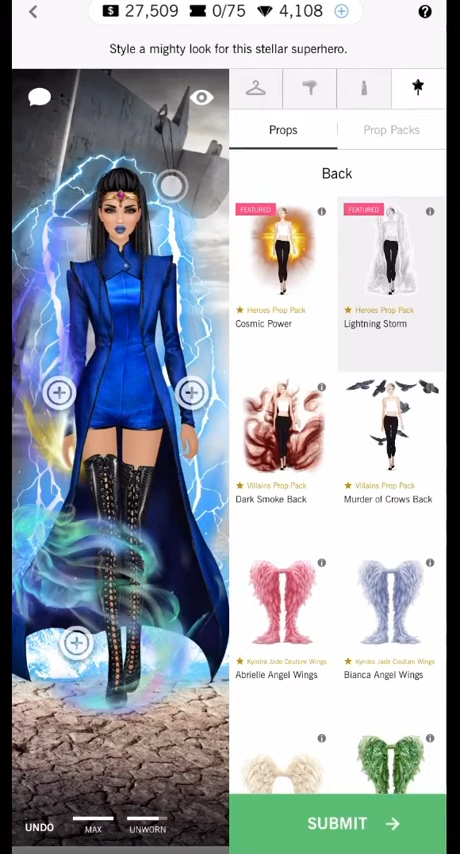 27,509 0/75 4,108
Style a mighty look for this stellar superhero.
Props Prop Packs
Back
FEATURED FEATURED
Heroes Prop Pack Heroes Prop Pack
Cosmic Power Lightning Storm
Villains Prop Pack Villains Prop Pack
Dark Smoke Back Murder of Crows Back
Kyndra Jade Couture Wings Kyndra Jade Couture Wings
Abrielle Angel Wings Bianca Angel Wings
UNDO MAX UNWORN
SUBMIT